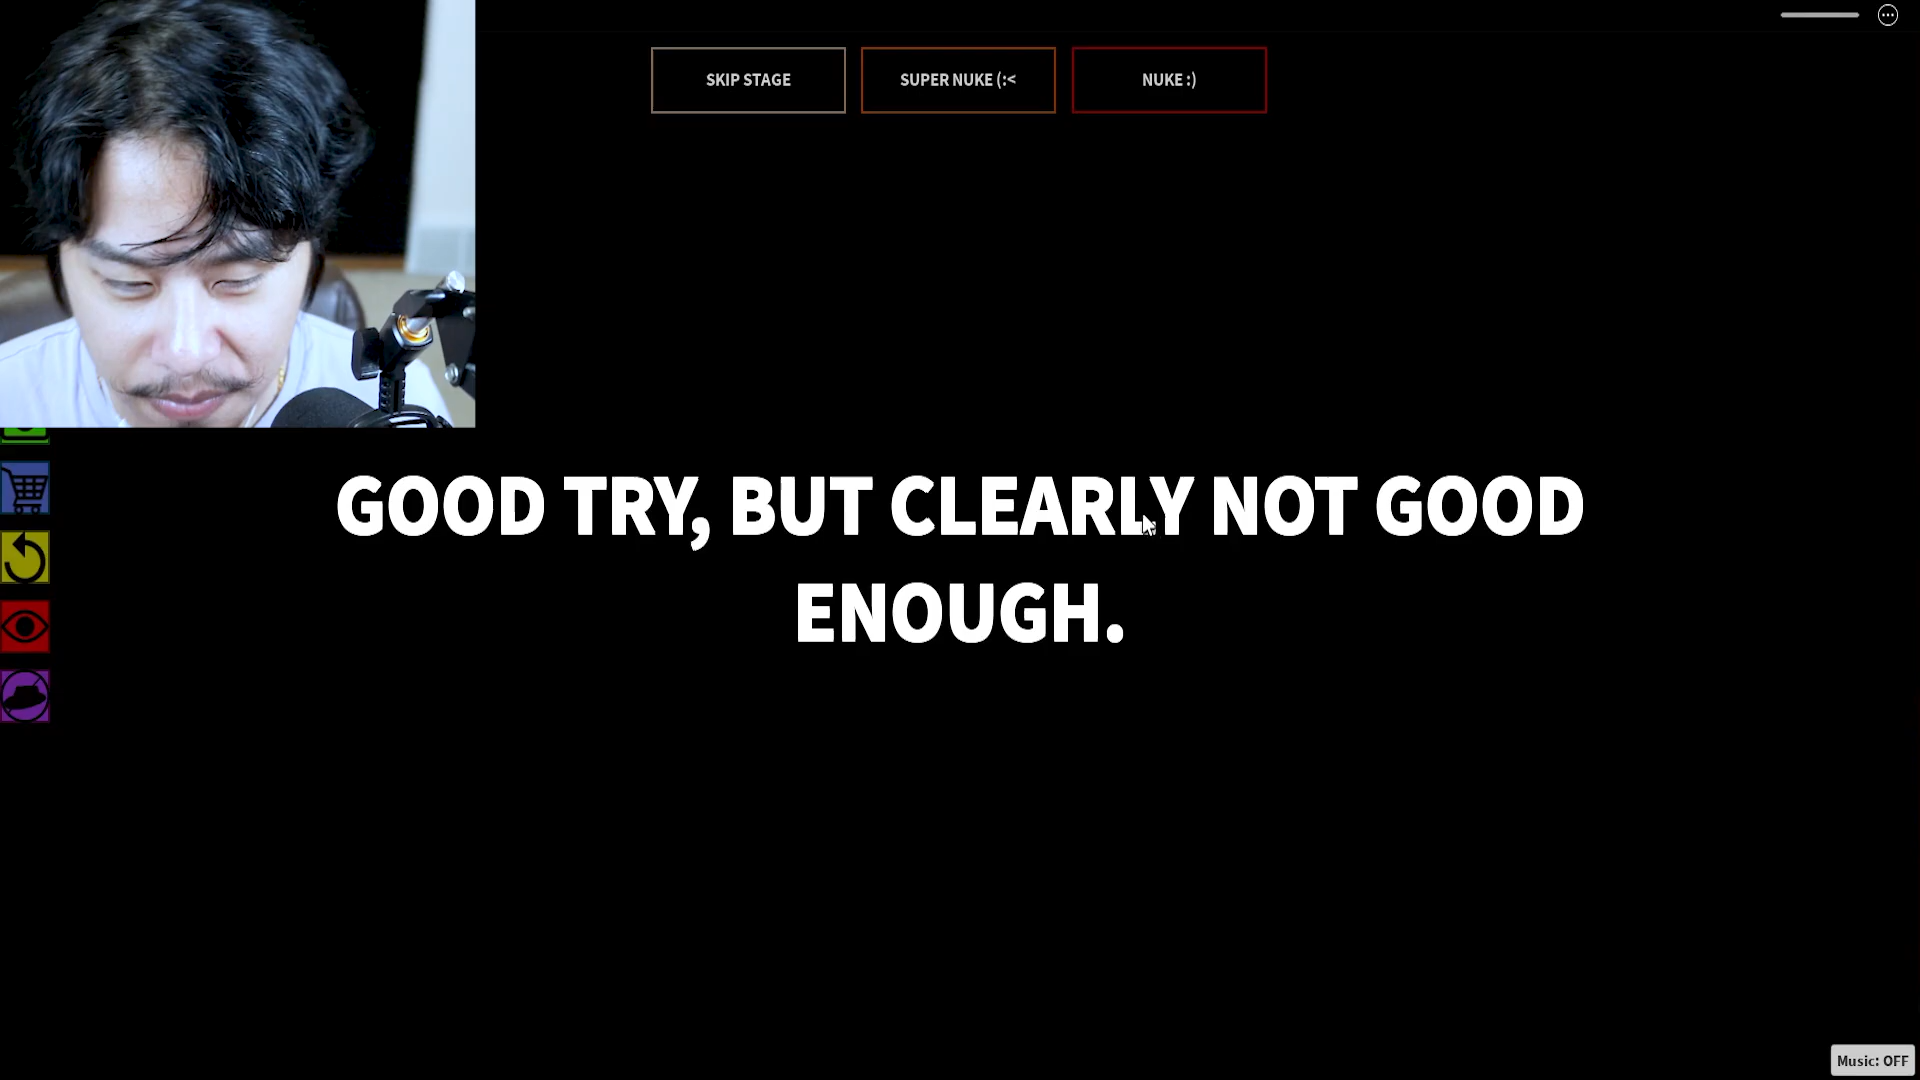 SKIP STAGE
SUPER NUKE (:<
NUKE :)
GOOD TRY, BUT CLEARLY NOT GOOD
ENOUGH.
Music: OFF